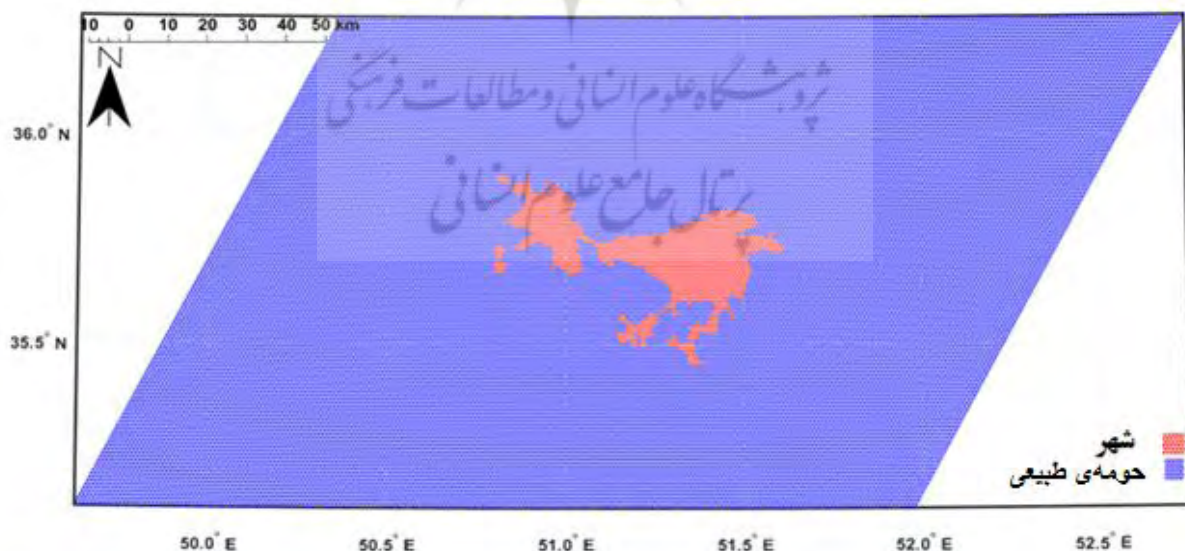 10 0 10 20 30 40 50 km
N
پژوهشگاه علوم انسانی و مطالعات فرهنگی
36.0° N
پرتال جامع علوم انسانی
35.5° N
شهر
حومه‌ی طبیعی
50.0° E 50.5° E 51.0° E 51.5° E 52.0° E 52.5° E